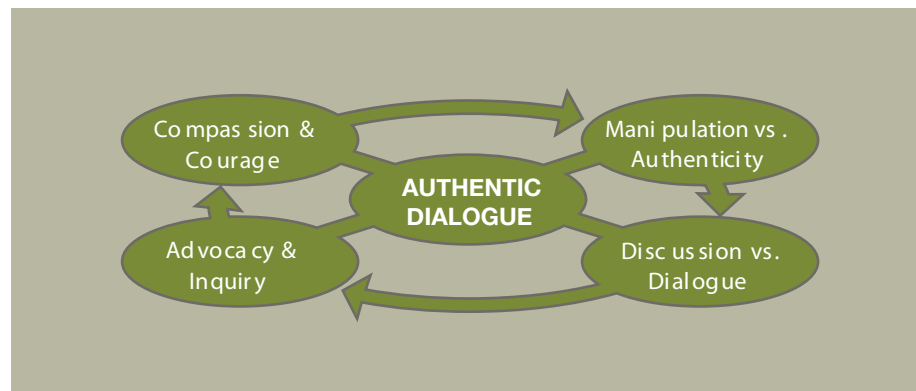 Compassion &
Courage
Manipulation vs.
Authenticity
AUTHENTIC
DIALOGUE
Advocacy &
Inquiry
Discussion vs.
Dialogue